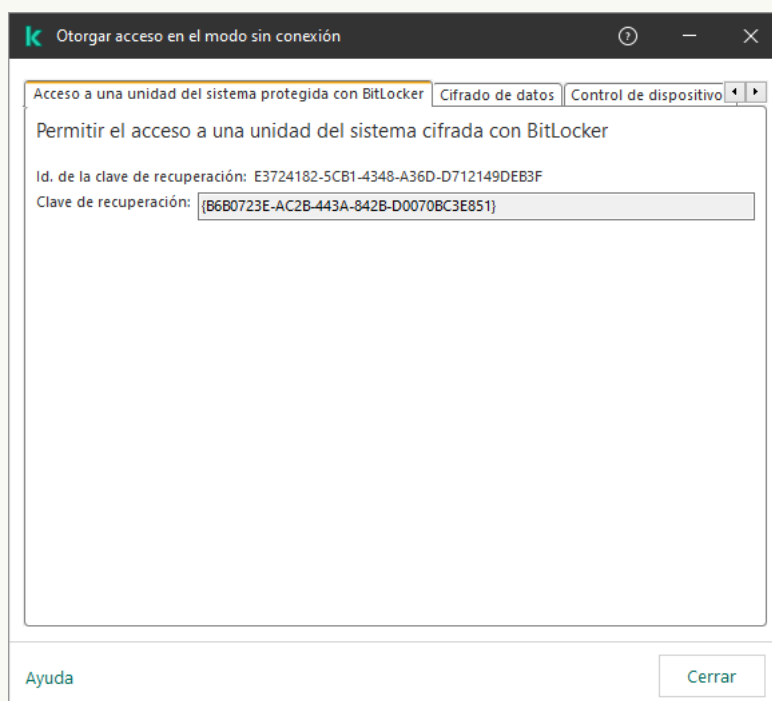 Otorgar acceso en el modo sin conexión
Acceso a una unidad del sistema protegida con BitLocker Cifrado de datos Control de dispositivo
Permitir el acceso a una unidad del sistema cifrada con BitLocker
Id. de la clave de recuperación: E3724182-5CB1-4348-A36D-D712149DEB3F
Clave de recuperación: {B6B0723E-AC2B-443A-842B-D0070BC3E851}
Ayuda Cerrar